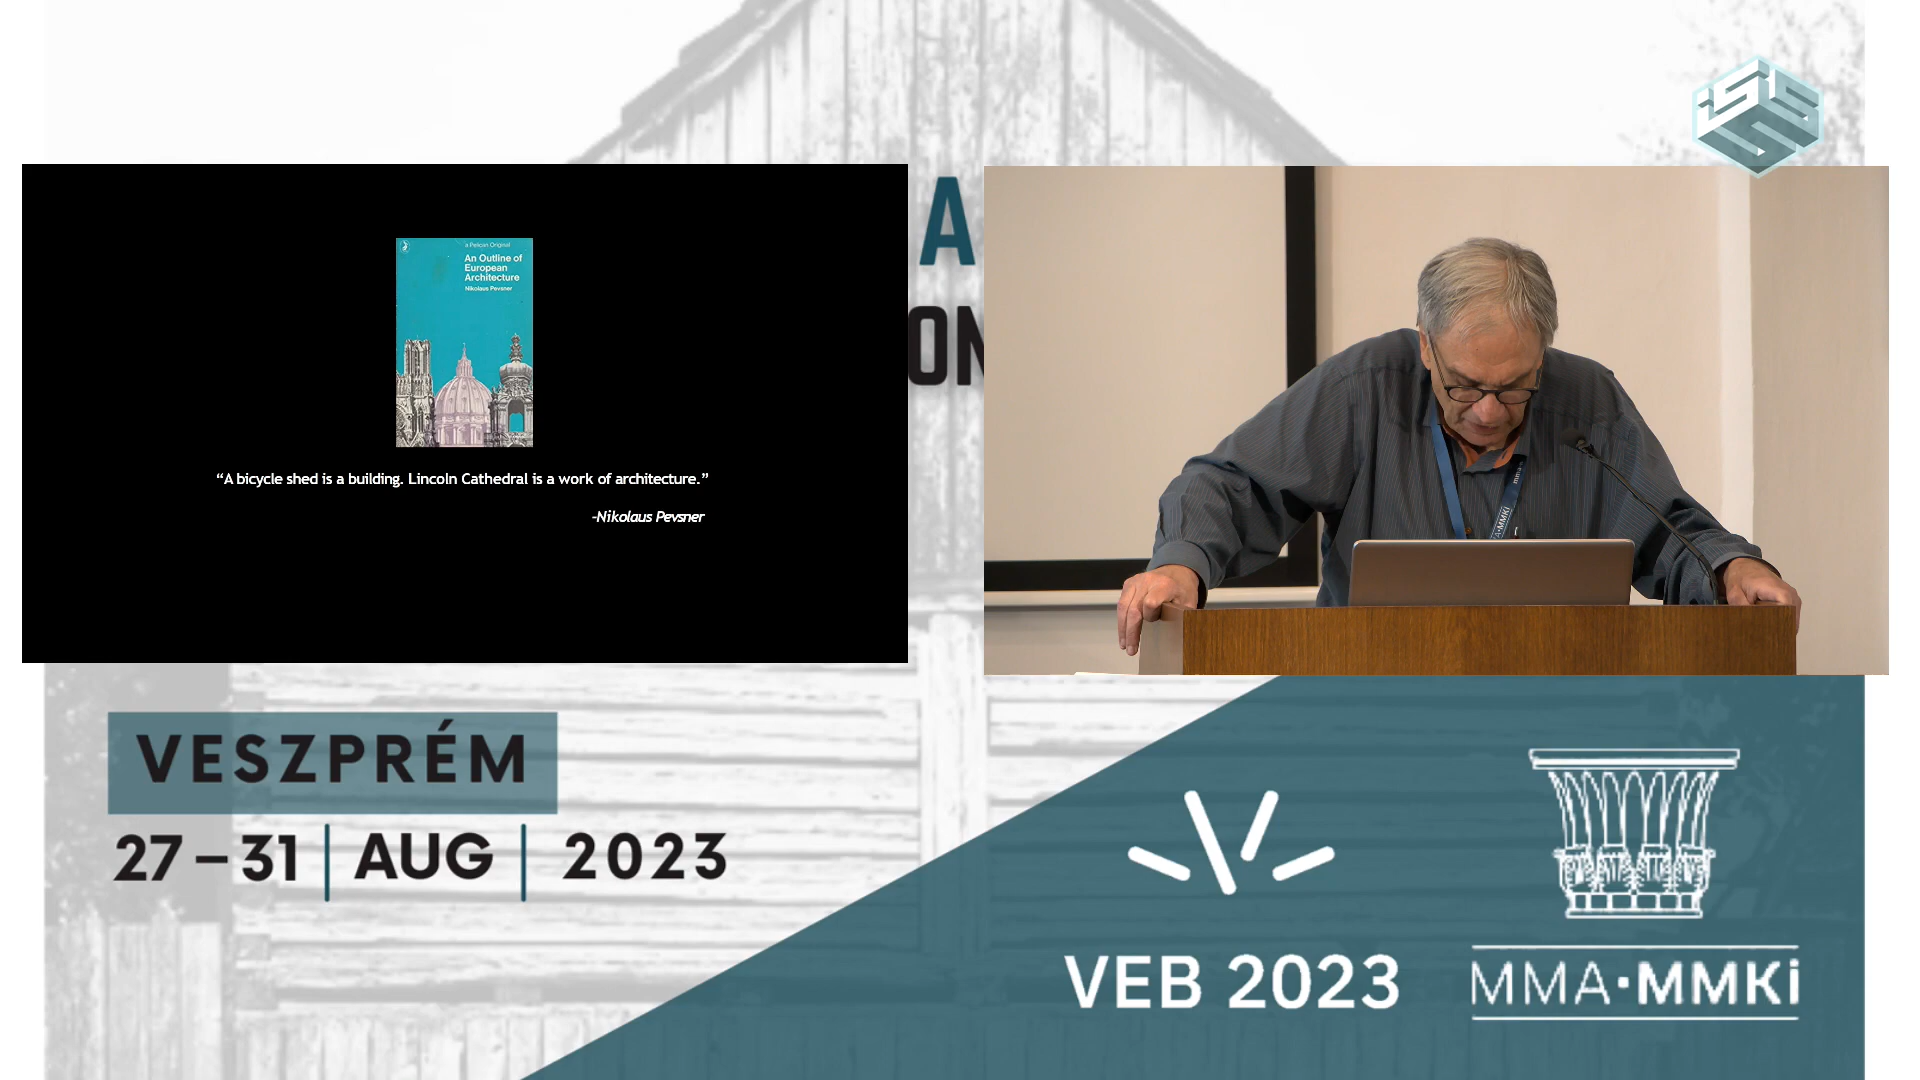 A
ON
a Pelican Original
An Outline of
European
Architecture
Nikolaus Pevsner
“A bicycle shed is a building. Lincoln Cathedral is a work of architecture.”
-Nikolaus Pevsner
VESZPRÉM
27–31 | AUG | 2023
VEB 2023
MMA·MMKi